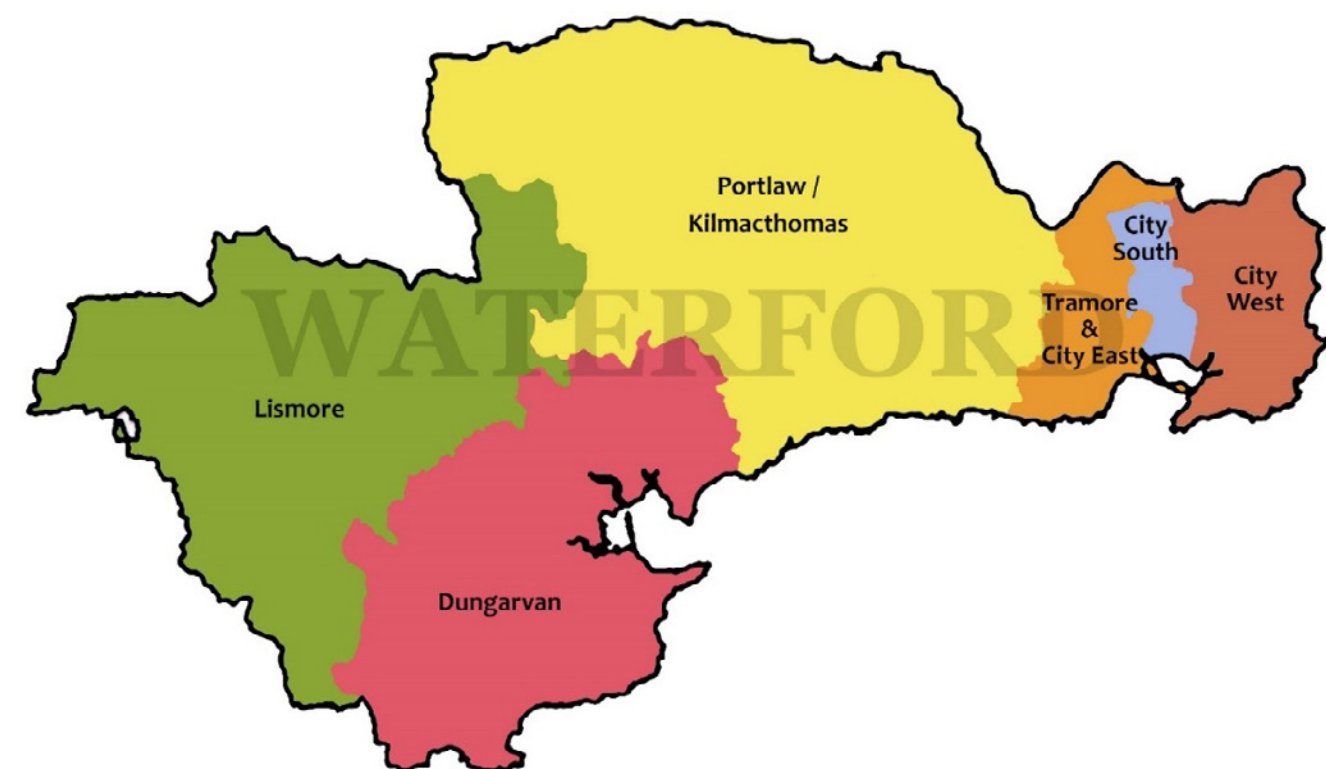 Portlaw /
Kilmacthomas
City
South
City
West
WATERFORD
Tramore
&
City East
Lismore
Dungarvan